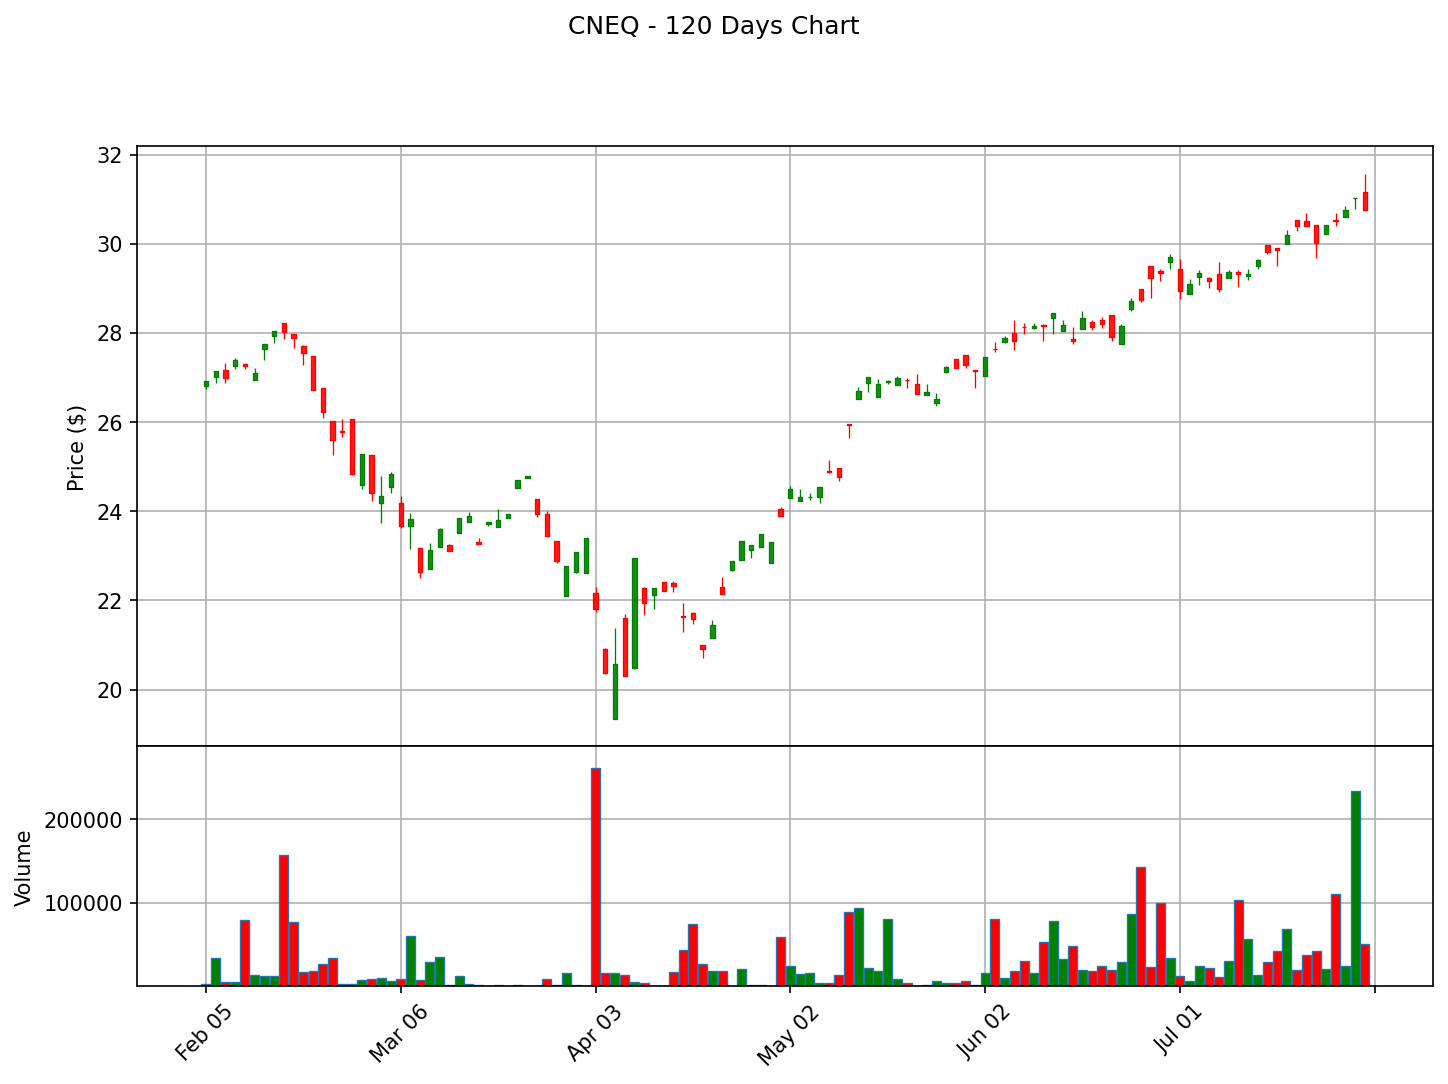 CNEQ - 120 Days Chart
Price ($)
32
30
28
26
24
22
20
Volume
200000
100000
Feb 05
Mar 06
Apr 03
May 02
Jun 02
Jul 01